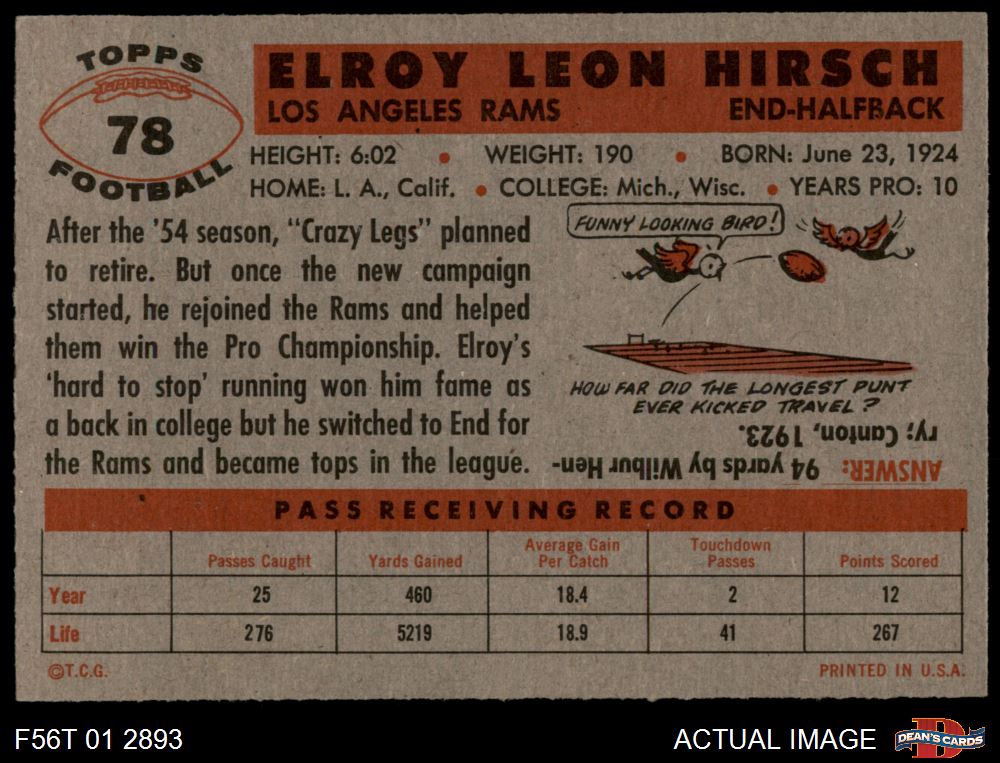 TOPPS
78
FOOTBALL
ELROY LEON HIRSCH
LOS ANGELES RAMS END-HALFBACK
HEIGHT: 6:02 • WEIGHT: 190 • BORN: June 23, 1924
HOME: L. A., Calif. • COLLEGE: Mich., Wisc. • YEARS PRO: 10
After the '54 season, "Crazy Legs" planned
to retire. But once the new campaign
started, he rejoined the Rams and helped
them win the Pro Championship. Elroy's
'hard to stop' running won him fame as
a back in college but he switched to End for
the Rams and became tops in the league.
FUNNY LOOKING BIRD!
HOW FAR DID THE LONGEST PUNT
EVER KICKED TRAVEL?
ANSWER: 94 yards by Wilbur Hen-
ry; Canton, 1923.
PASS RECEIVING RECORD
Passes Caught Yards Gained Average Gain Per Catch Touchdown Passes Points Scored
Year 25 460 18.4 2 12
Life 276 5219 18.9 41 267
©T.C.G. PRINTED IN U.S.A.
F56T 01 2893 ACTUAL IMAGE DEAN'S CARDS